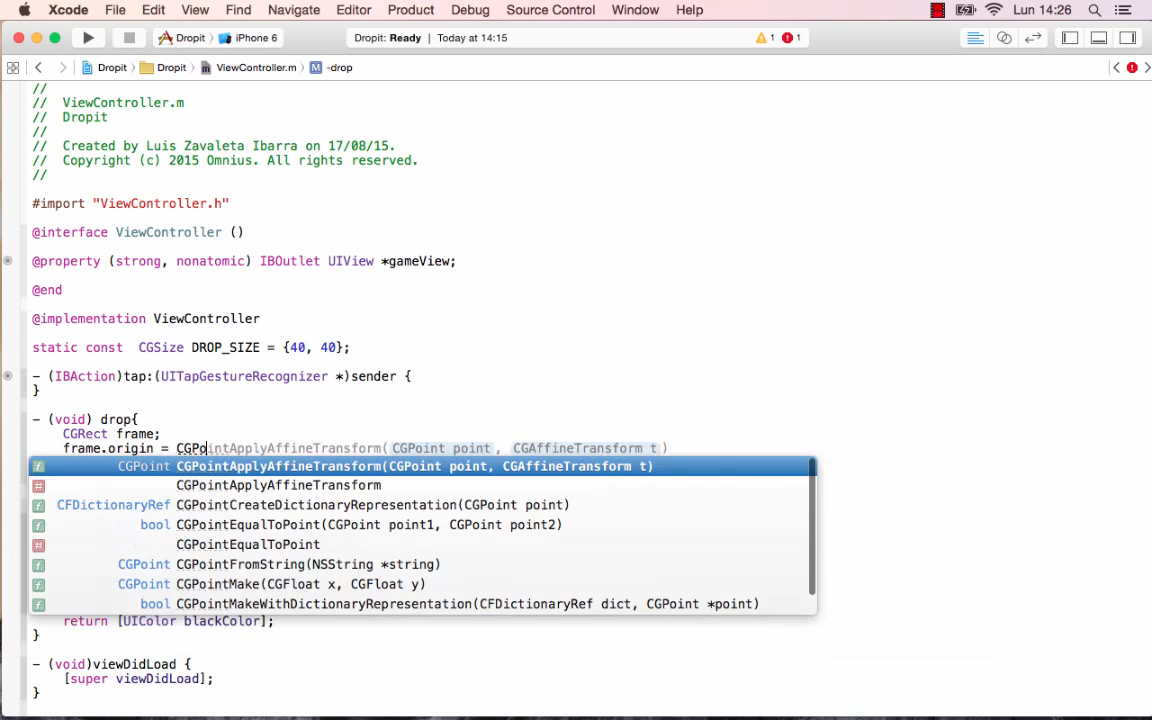 Xcode File Edit View Find Navigate Editor Product Debug Source Control Window Help Lun 14:26
Dropit iPhone 6 Dropit: Ready | Today at 14:15 1 1
Dropit Dropit ViewController.m -drop
//
// ViewController.m
// Dropit
//
// Created by Luis Zavaleta Ibarra on 17/08/15.
// Copyright (c) 2015 Omnius. All rights reserved.
//
#import "ViewController.h"
@interface ViewController ()
@property (strong, nonatomic) IBOutlet UIView *gameView;
@end
@implementation ViewController
static const  CGSize DROP_SIZE = {40, 40};
- (IBAction)tap:(UITapGestureRecognizer *)sender {
}
- (void) drop{
CGRect frame;
frame.origin = CGPointApplyAffineTransform(CGPoint point, CGAffineTransform t)
CGPoint CGPointApplyAffineTransform(CGPoint point, CGAffineTransform t)
CGPointApplyAffineTransform
CFDictionaryRef CGPointCreateDictionaryRepresentation(CGPoint point)
bool CGPointEqualToPoint(CGPoint point1, CGPoint point2)
CGPointEqualToPoint
CGPoint CGPointFromString(NSString *string)
CGPoint CGPointMake(CGFloat x, CGFloat y)
bool CGPointMakeWithDictionaryRepresentation(CFDictionaryRef dict, CGPoint *point)
return [UIColor blackColor];
}
- (void)viewDidLoad {
[super viewDidLoad];
}